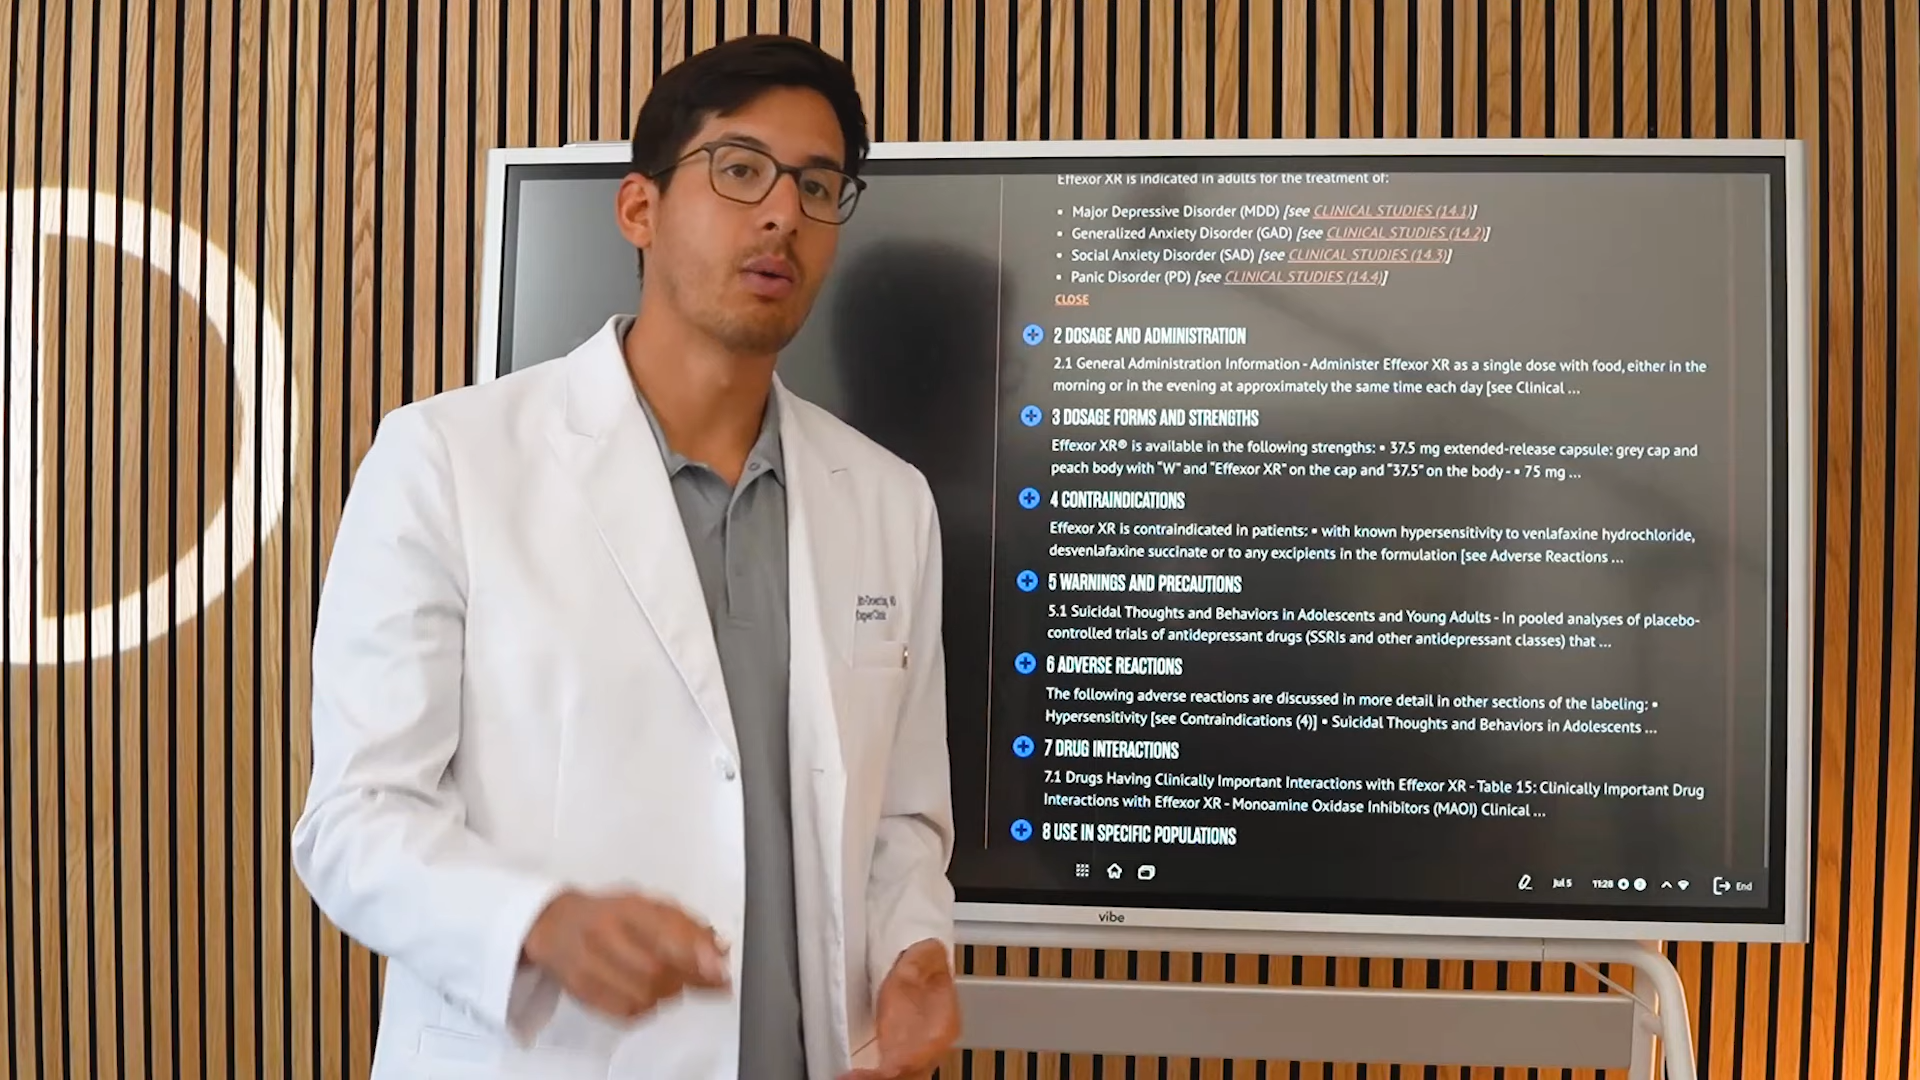 D
Effexor XR is indicated in adults for the treatment of:
• Major Depressive Disorder (MDD) [see CLINICAL STUDIES (14.1)]
• Generalized Anxiety Disorder (GAD) [see CLINICAL STUDIES (14.2)]
• Social Anxiety Disorder (SAD) [see CLINICAL STUDIES (14.3)]
• Panic Disorder (PD) [see CLINICAL STUDIES (14.4)]
CLOSE
2 DOSAGE AND ADMINISTRATION
2.1 General Administration Information - Administer Effexor XR as a single dose with food, either in the
morning or in the evening at approximately the same time each day [see Clinical ...
3 DOSAGE FORMS AND STRENGTHS
Effexor XR® is available in the following strengths: • 37.5 mg extended-release capsule: grey cap and
peach body with "W" and "Effexor XR" on the cap and "37.5" on the body - • 75 mg ...
4 CONTRAINDICATIONS
Effexor XR is contraindicated in patients: • with known hypersensitivity to venlafaxine hydrochloride,
desvenlafaxine succinate or to any excipients in the formulation [see Adverse Reactions ...
5 WARNINGS AND PRECAUTIONS
5.1 Suicidal Thoughts and Behaviors in Adolescents and Young Adults - In pooled analyses of placebo-
controlled trials of antidepressant drugs (SSRIs and other antidepressant classes) that ...
6 ADVERSE REACTIONS
The following adverse reactions are discussed in more detail in other sections of the labeling: •
Hypersensitivity [see Contraindications (4)] • Suicidal Thoughts and Behaviors in Adolescents ...
7 DRUG INTERACTIONS
7.1 Drugs Having Clinically Important Interactions with Effexor XR - Table 15: Clinically Important Drug
Interactions with Effexor XR - Monoamine Oxidase Inhibitors (MAOI) Clinical ...
8 USE IN SPECIFIC POPULATIONS
Jul 5 11:28 End
vibe